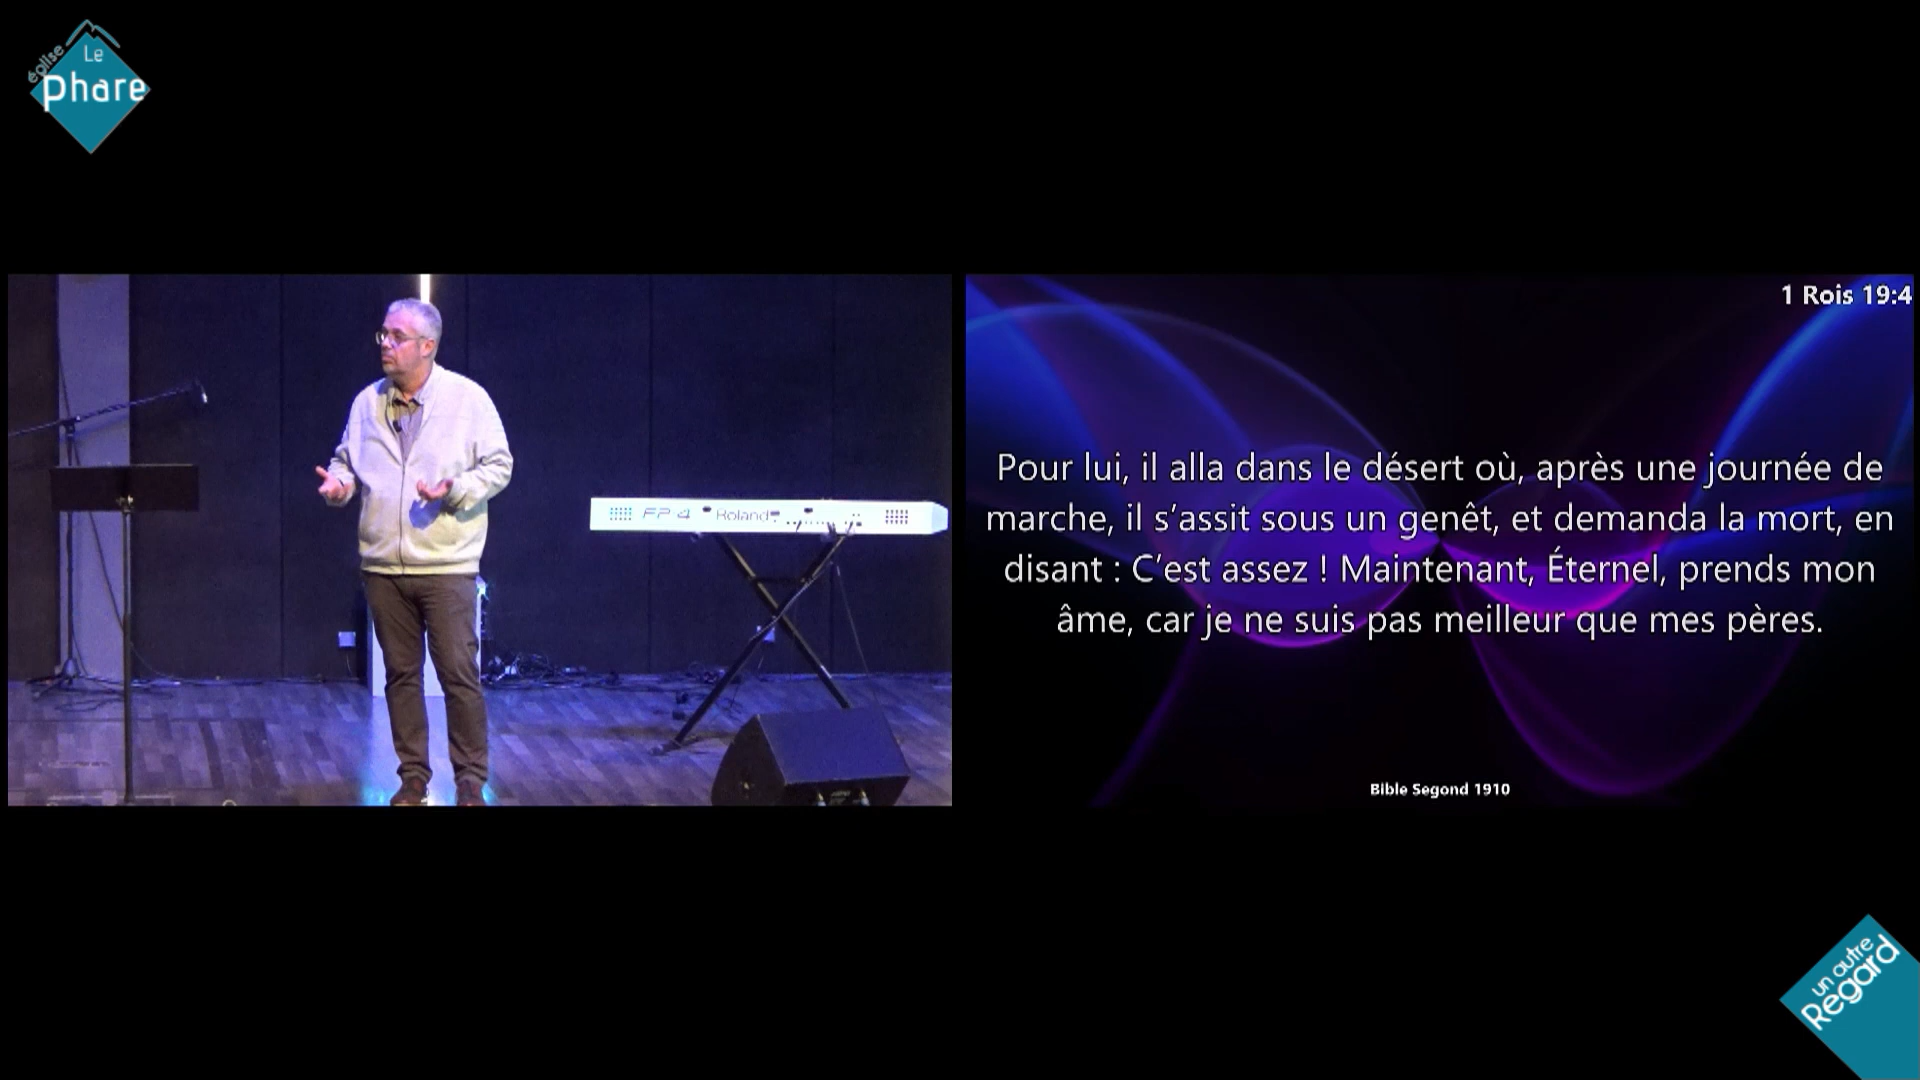 église
Le
phare
1 Rois 19:4
Pour lui, il alla dans le désert où, après une journée de
marche, il s’assit sous un genêt, et demanda la mort, en
disant : C’est assez ! Maintenant, Éternel, prends mon
âme, car je ne suis pas meilleur que mes pères.
FP 4
Roland
Bible Segond 1910
un autre
Regard